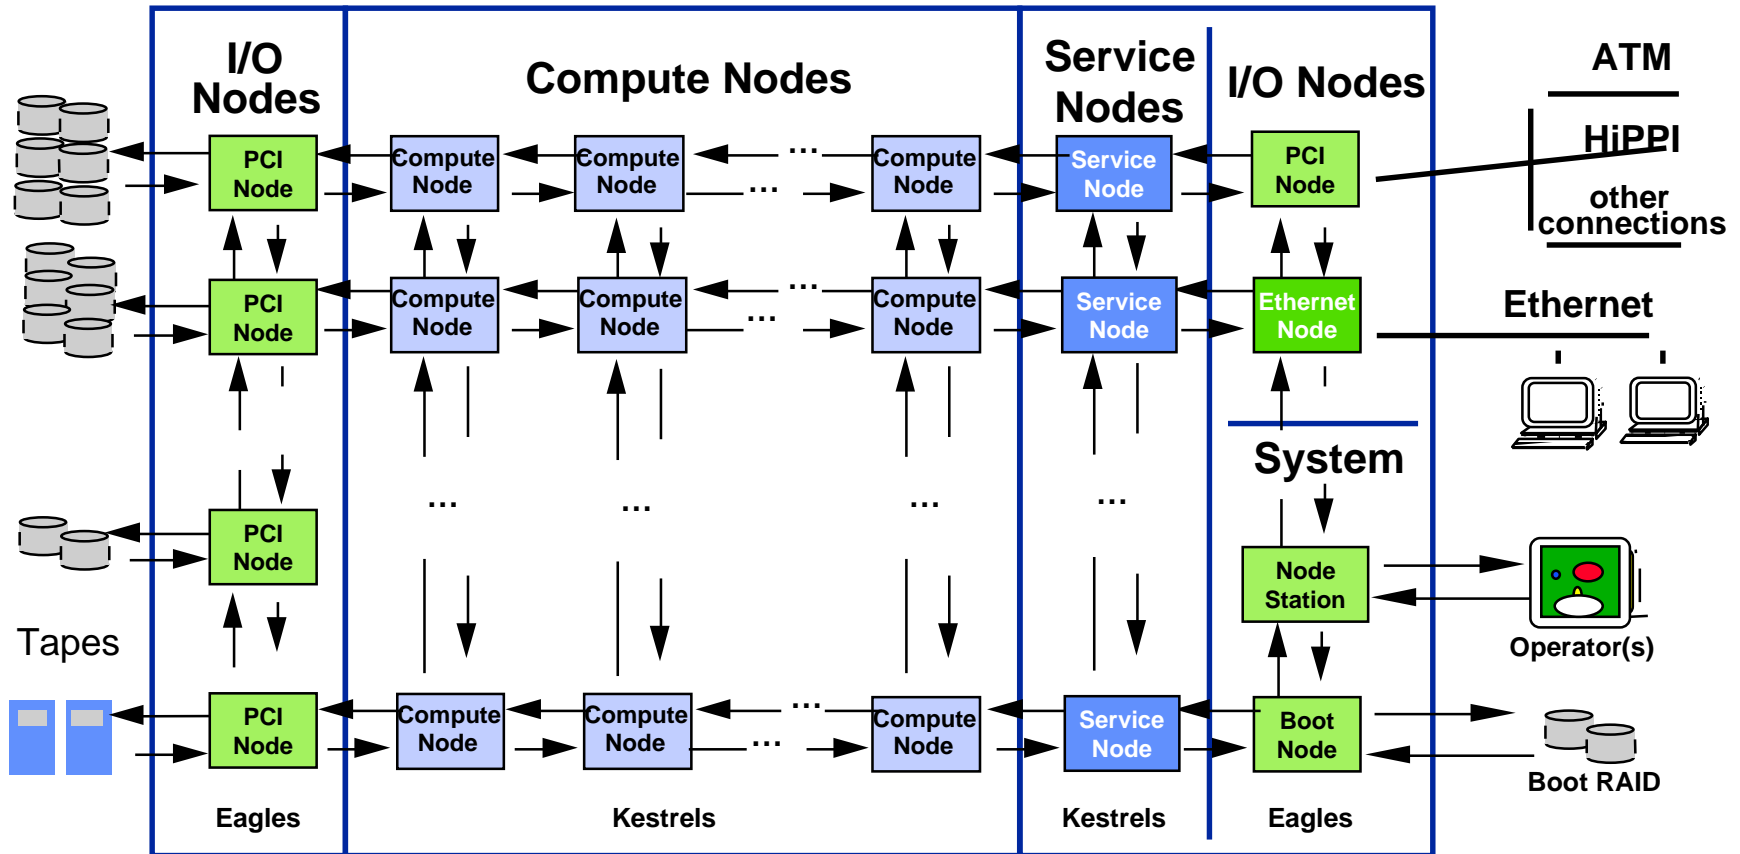 I/O
Nodes
Compute Nodes
Service
Nodes
I/O Nodes
ATM
HiPPI
other
connections
PCI
Node
Compute
Node
Compute
Node
...
...
Compute
Node
Service
Node
PCI
Node
PCI
Node
Compute
Node
Compute
Node
...
...
Compute
Node
Service
Node
Ethernet
Node
Ethernet
System
...
...
...
...
PCI
Node
Node
Station
Operator(s)
Tapes
PCI
Node
Compute
Node
Compute
Node
...
...
Compute
Node
Service
Node
Boot
Node
Boot RAID
Eagles
Kestrels
Kestrels
Eagles